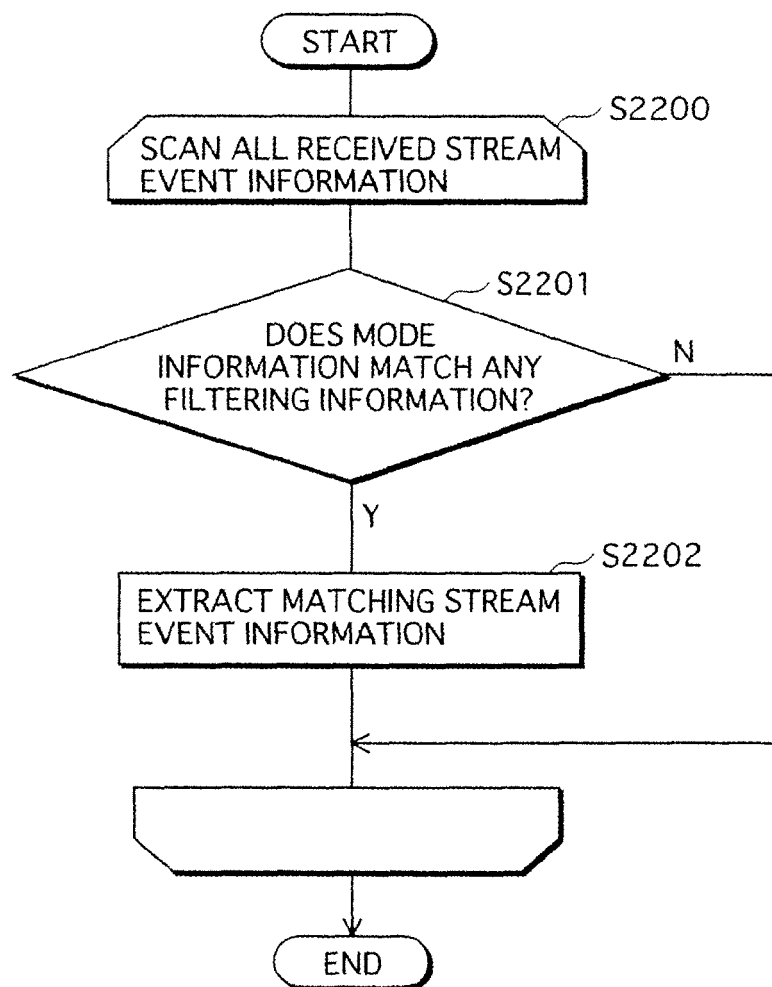 START
S2200
SCAN ALL RECEIVED STREAM
EVENT INFORMATION
S2201
DOES MODE
INFORMATION MATCH ANY
FILTERING INFORMATION?
N
Y
S2202
EXTRACT MATCHING STREAM
EVENT INFORMATION
END